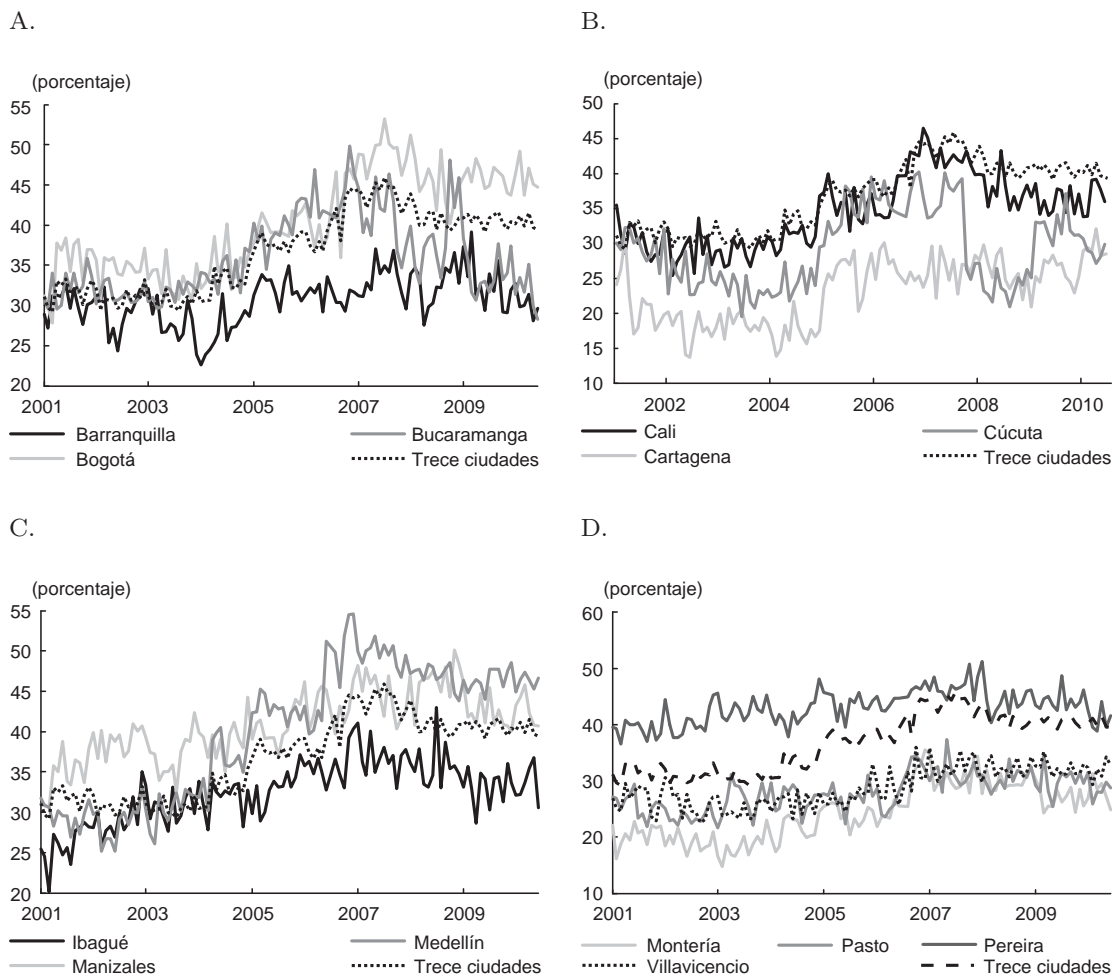 A.
B.
(porcentaje)
55
50
45
40
35
30
25
20
2001 2003 2005 2007 2009
Barranquilla Bucaramanga
Bogotá Trece ciudades
(porcentaje)
50
45
40
35
30
25
20
15
10
2002 2004 2006 2008 2010
Cali Cúcuta
Cartagena Trece ciudades
C.
D.
(porcentaje)
55
50
45
40
35
30
25
20
2001 2003 2005 2007 2009
Ibagué Medellín
Manizales Trece ciudades
(porcentaje)
60
50
40
30
20
10
2001 2003 2005 2007 2009
Montería Pasto Pereira
Villavicencio Trece ciudades